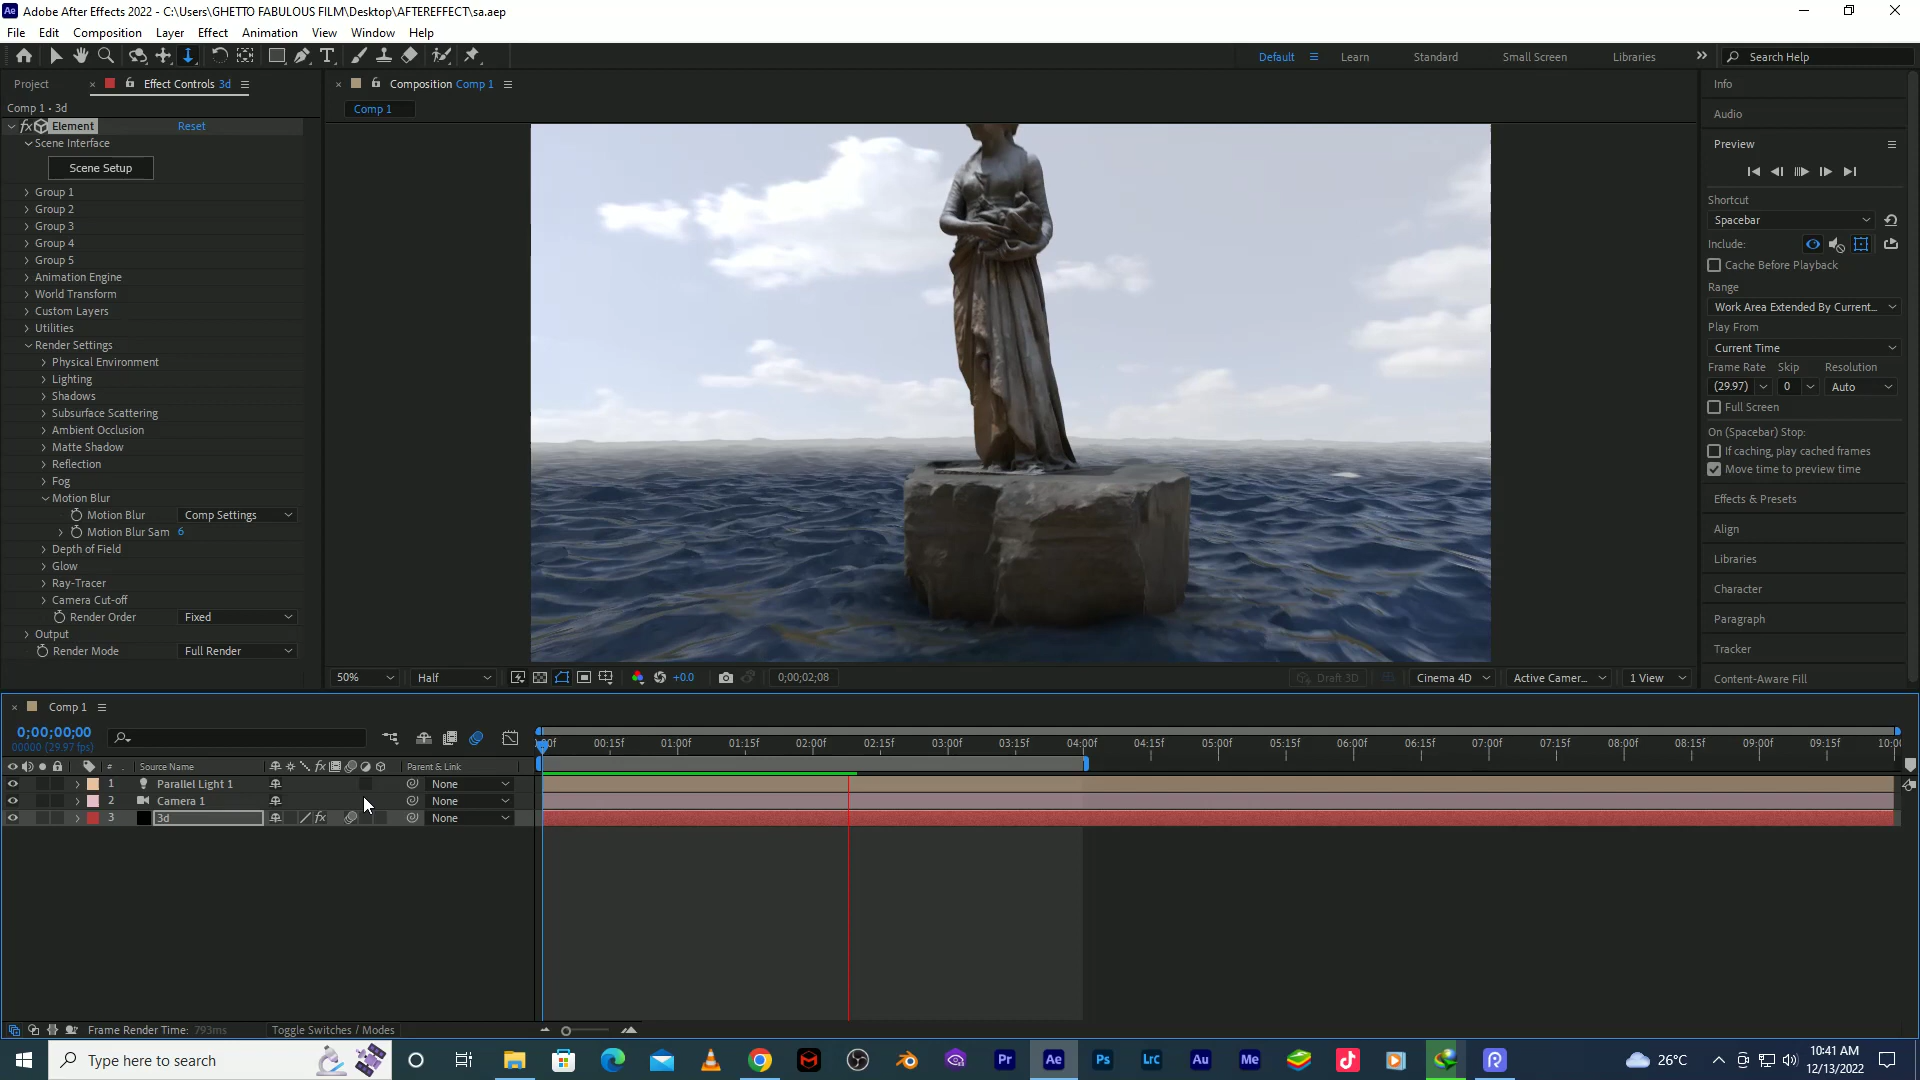 Adobe After Effects 2022 - C:\Users\GHETTO FABULOUS FILM\Desktop\AFTEREFFECT\sa.aep
File Edit Composition Layer Effect Animation View Window Help
Default Learn Standard Small Screen Libraries Search Help
Project Effect Controls 3d
Composition Comp 1
Comp 1 • 3d
Comp 1
fx Element Reset
Scene Interface
Scene Setup
Group 1
Group 2
Group 3
Group 4
Group 5
Animation Engine
World Transform
Custom Layers
Utilities
Render Settings
Physical Environment
Lighting
Shadows
Subsurface Scattering
Ambient Occlusion
Matte Shadow
Reflection
Fog
Motion Blur
Motion Blur Comp Settings
Motion Blur Sam 6
Depth of Field
Glow
Ray-Tracer
Camera Cut-off
Render Order Fixed
Output
Render Mode Full Render
50% Half +0.0 0;00;02;08 Draft 3D Cinema 4D Active Camer... 1 View
Info
Audio
Preview
Shortcut
Spacebar
Include:
Cache Before Playback
Range
Work Area Extended By Current...
Play From
Current Time
Frame Rate Skip Resolution
(29.97) 0 Auto
Full Screen
On (Spacebar) Stop:
If caching, play cached frames
Move time to preview time
Effects & Presets
Align
Libraries
Character
Paragraph
Tracker
Content-Aware Fill
Comp 1
0;00;00;00
00000 (29.97 fps)
00:15f 01:00f 01:15f 02:00f 02:15f 03:00f 03:15f 04:00f 04:15f 05:00f 05:15f 06:00f 06:15f 07:00f 07:15f 08:00f 08:15f 09:00f 09:15f
# Source Name fx Parent & Link
1 Parallel Light 1 None
2 Camera 1 None
3 3d fx None
Frame Render Time: 793ms Toggle Switches / Modes
Type here to search
Pr Ae Ps Lrc Au Me
26°C
10:41 AM
12/13/2022